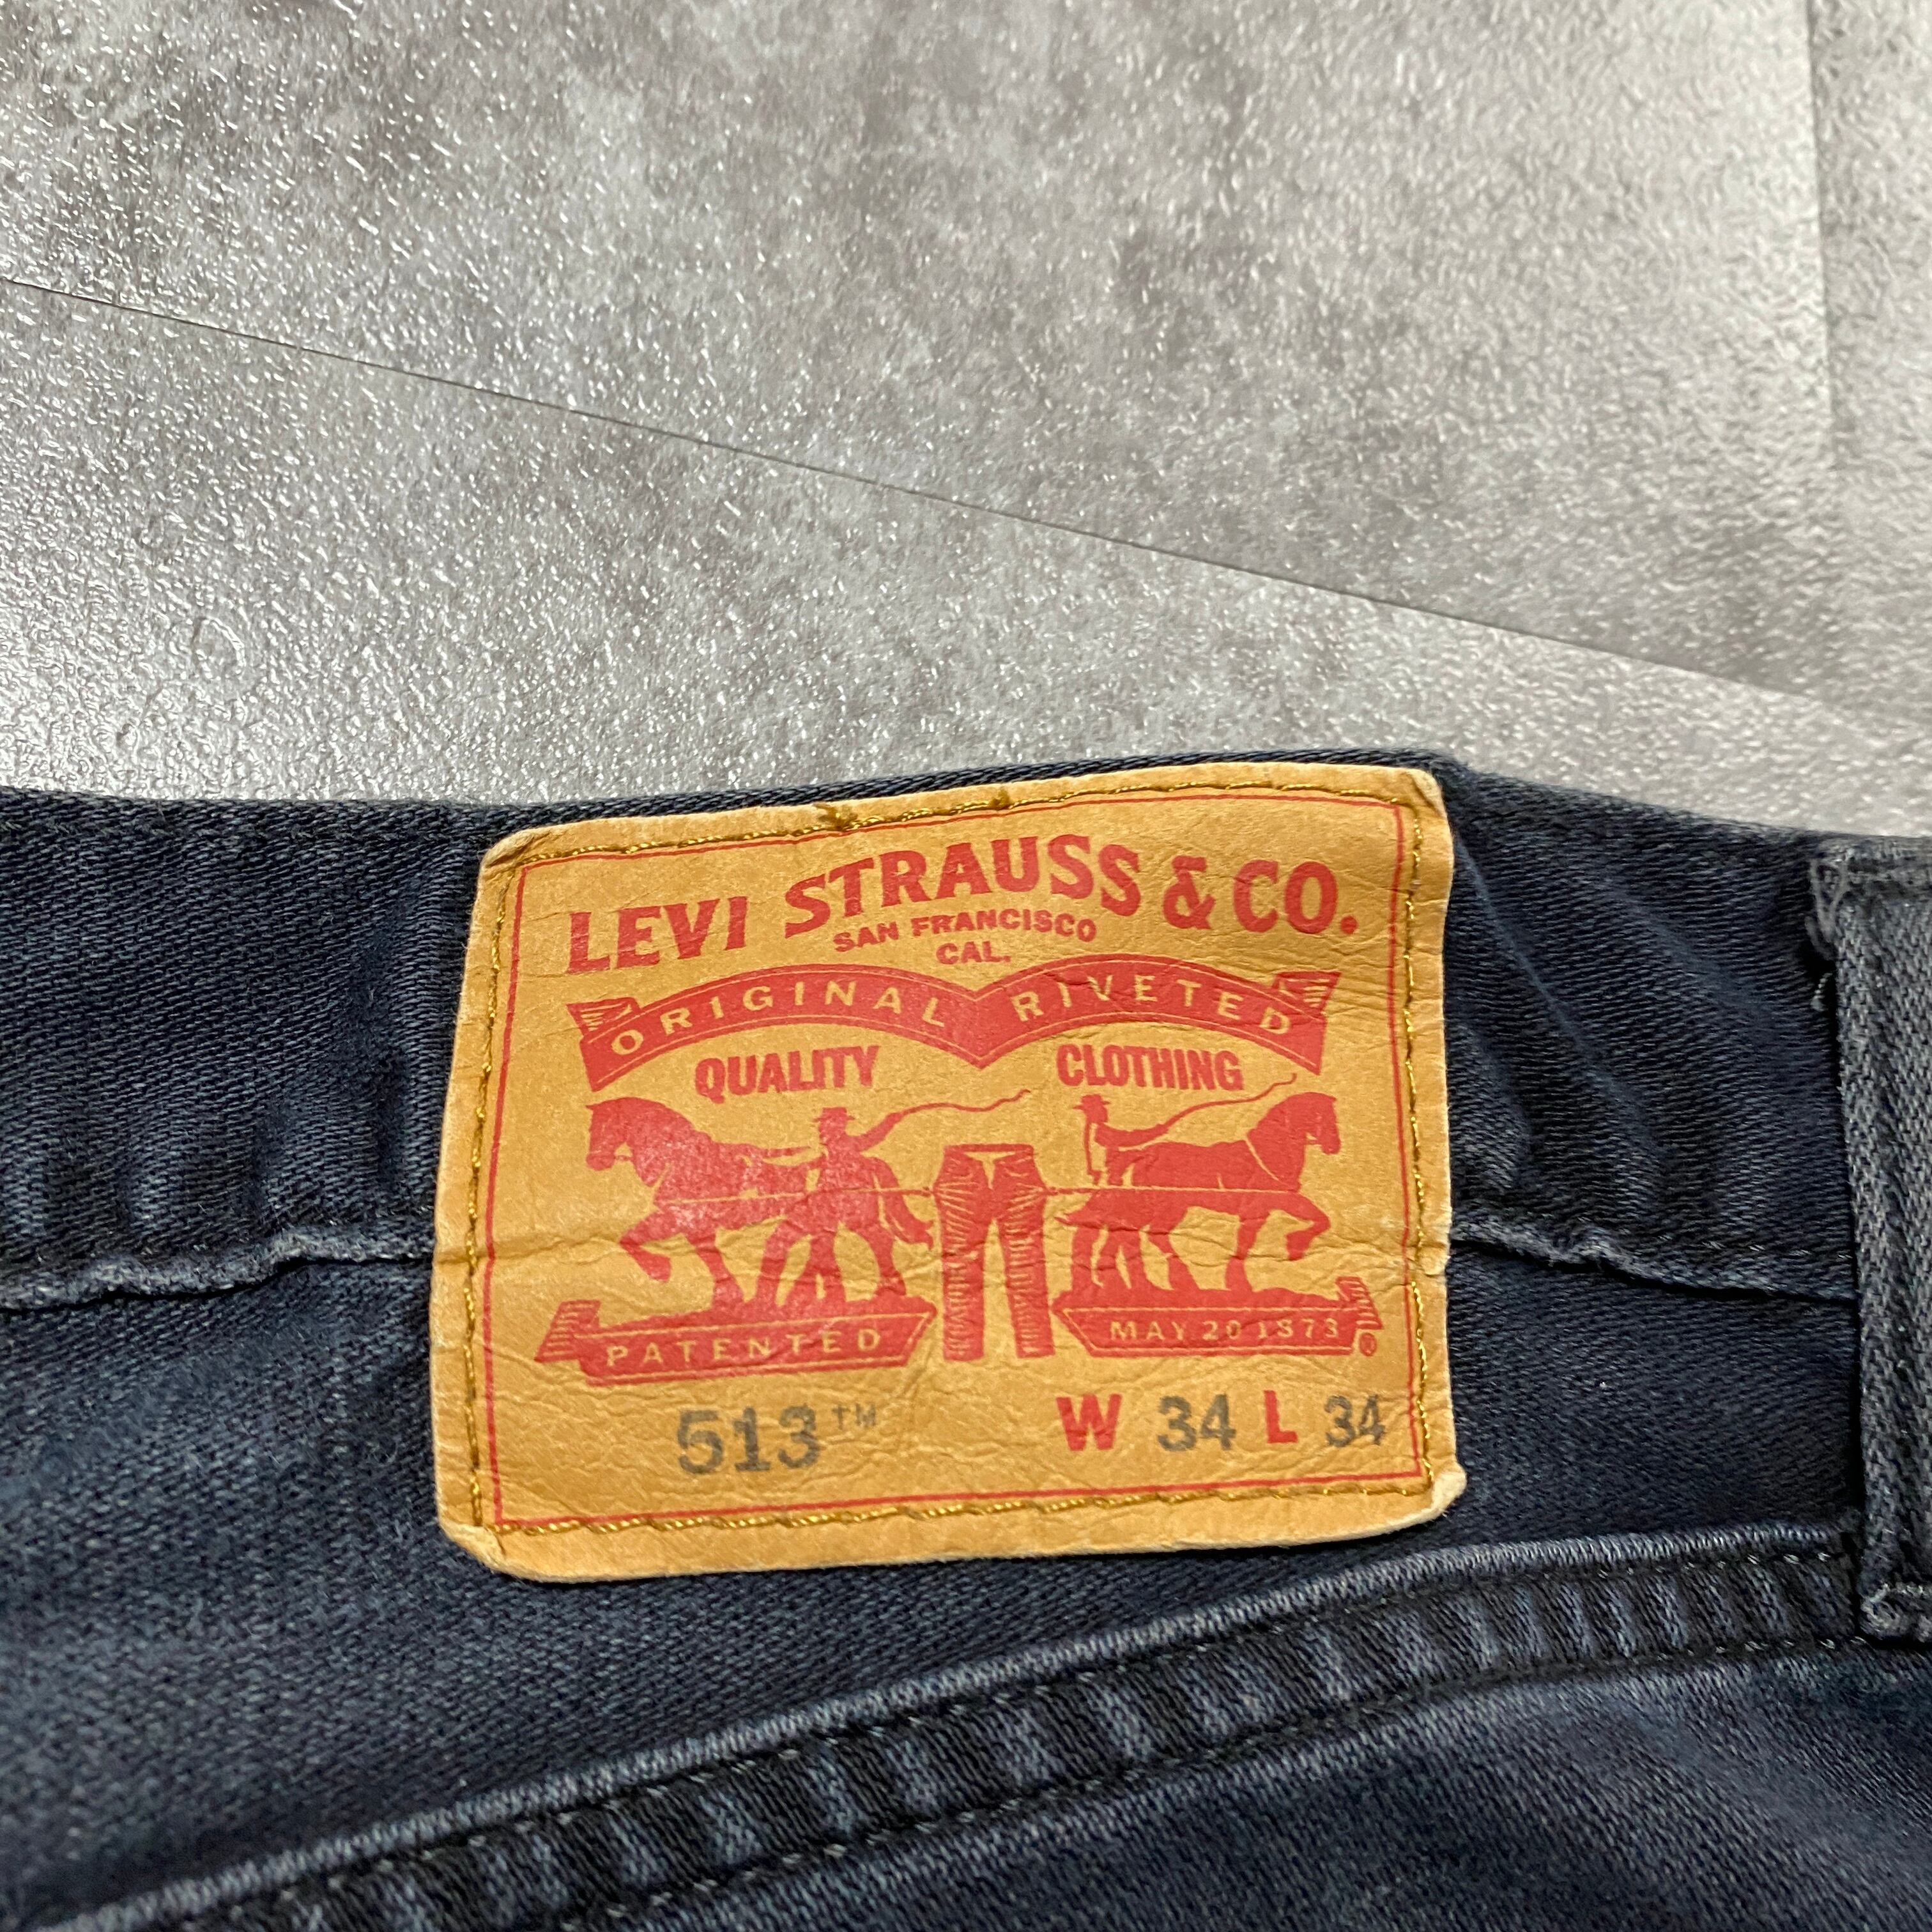 LEVI STRAUSS & CO.
SAN FRANCISCO
CAL.
ORIGINAL RIVETED
QUALITY CLOTHING
PATENTED MAY 20 1873 ®
513™ W 34 L 34